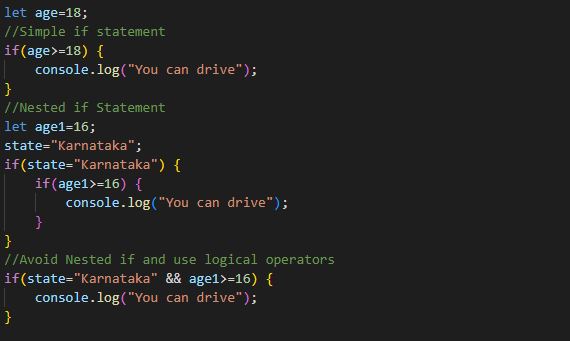 let age=18;
//Simple if statement
if(age>=18) {
    console.log("You can drive");
}
//Nested if Statement
let age1=16;
state="Karnataka";
if(state="Karnataka") {
    if(age1>=16) {
        console.log("You can drive");
    }
}
//Avoid Nested if and use logical operators
if(state="Karnataka" && age1>=16) {
    console.log("You can drive");
}